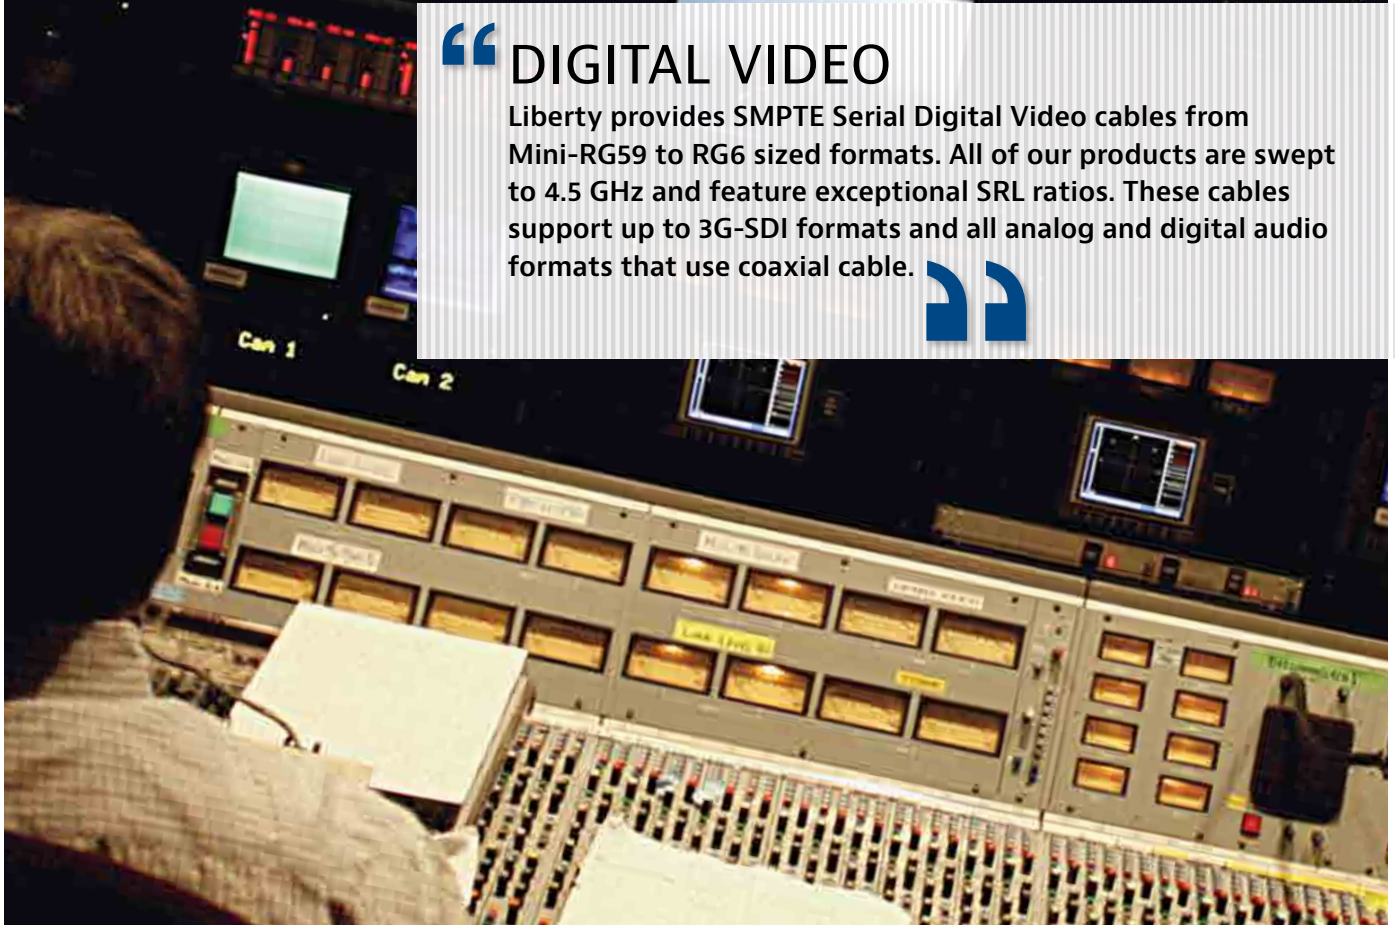 “ DIGITAL VIDEO
Liberty provides SMPTE Serial Digital Video cables from
Mini-RG59 to RG6 sized formats. All of our products are swept
to 4.5 GHz and feature exceptional SRL ratios. These cables
support up to 3G-SDI formats and all analog and digital audio
formats that use coaxial cable. ”
Can 1
Can 2